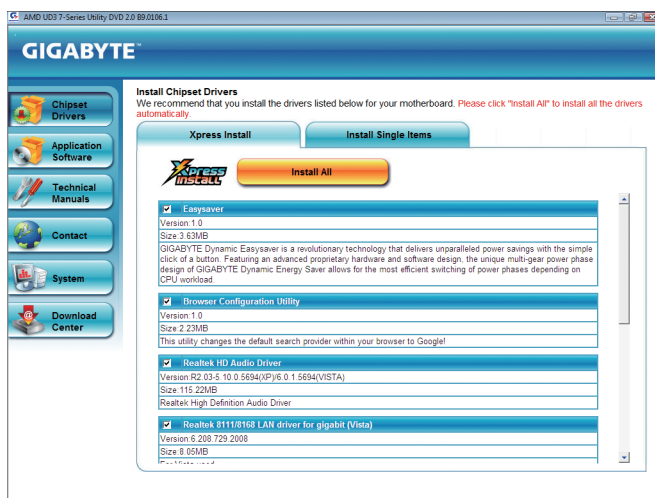 AMD UD3 7-Series Utility DVD 2.0 B9.0106.1
GIGABYTE™
Chipset
Drivers
Application
Software
Technical
Manuals
Contact
System
Download
Center
Install Chipset Drivers
We recommend that you install the drivers listed below for your motherboard. Please click "Install All" to install all the drivers
automatically.
Xpress Install
Install Single Items
Xpress
INSTALL
Install All
Easysaver
Version:1.0
Size:3.63MB
GIGABYTE Dynamic Easysaver is a revolutionary technology that delivers unparalleled power savings with the simple
click of a button. Featuring an advanced proprietary hardware and software design, the unique multi-gear power phase
design of GIGABYTE Dynamic Energy Saver allows for the most efficient switching of power phases depending on
CPU workload.
Browser Configuration Utility
Version:1.0
Size:2.23MB
This utility changes the default search provider within your browser to Google!
Realtek HD Audio Driver
Version:R2.03-5.10.0.5694(XP)/6.0.1.5694(VISTA)
Size:115.22MB
Realtek High Definition Audio Driver
Realtek 8111/8168 LAN driver for gigabit (Vista)
Version:6.208.729.2008
Size:8.05MB
For Vista used